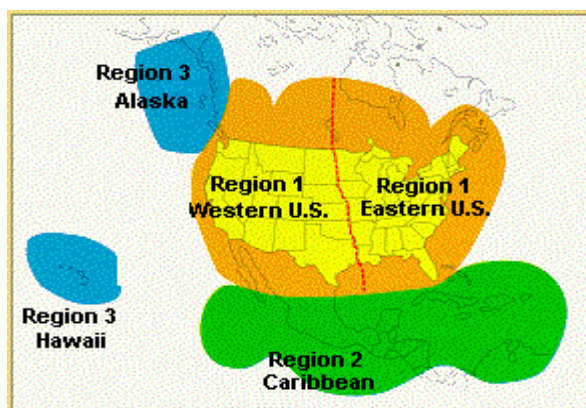 Region 3
Alaska
Region 1
Western U.S.
Region 1
Eastern U.S.
Region 3
Hawaii
Region 2
Caribbean